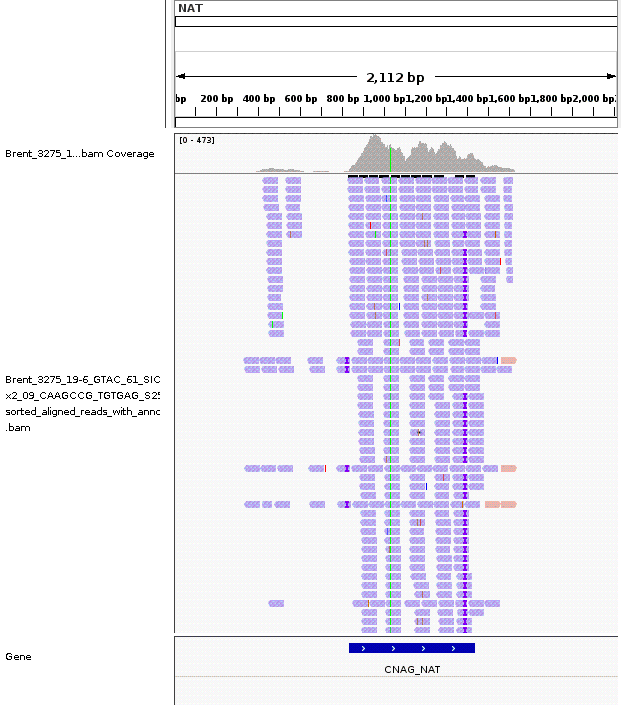 NAT
2,112 bp
bp 200 bp 400 bp 600 bp 800 bp 1,000 bp 1,200 bp 1,400 bp 1,600 bp 1,800 bp 2,000 bp
[0 - 473]
Brent_3275_1...bam Coverage
Brent_3275_19-6_GTAC_61_SIC
x2_09_CAAGCCG_TGTGAG_S2
sorted_aligned_reads_with_anno
.bam
Gene
CNAG_NAT